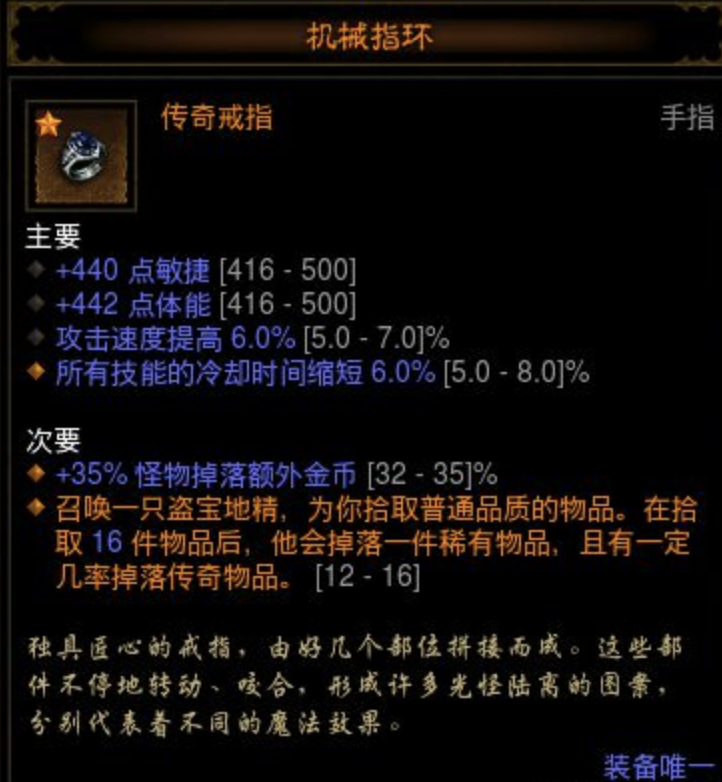 机械指环
传奇戒指 手指
主要
+440 点敏捷 [416 - 500]
+442 点体能 [416 - 500]
攻击速度提高 6.0% [5.0 - 7.0]%
所有技能的冷却时间缩短 6.0% [5.0 - 8.0]%
次要
+35% 怪物掉落额外金币 [32 - 35]%
召唤一只盗宝地精，为你拾取普通品质的物品。在拾
取 16 件物品后，他会掉落一件稀有物品，且有一定
几率掉落传奇物品。 [12 - 16]
独具匠心的戒指，由好几个部位拼接而成。这些部
件不停地转动、咬合，形成许多光怪陆离的图案，
分别代表着不同的魔法效果。
装备唯一